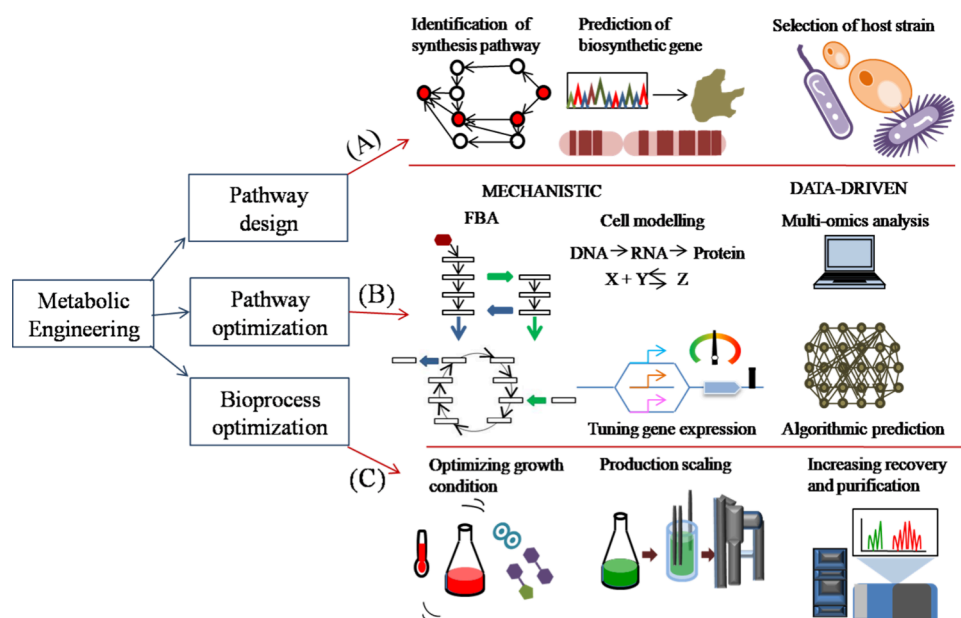 Identification of
synthesis pathway
Prediction of
biosynthetic gene
Selection of host strain
(A)
Pathway
design
MECHANISTIC
DATA-DRIVEN
FBA
Cell modelling
Multi-omics analysis
DNA → RNA → Protein
X + Y ⇆ Z
Metabolic
Engineering
Pathway
optimization
(B)
Bioprocess
optimization
Tuning gene expression
Algorithmic prediction
(C)
Optimizing growth
condition
Production scaling
Increasing recovery
and purification